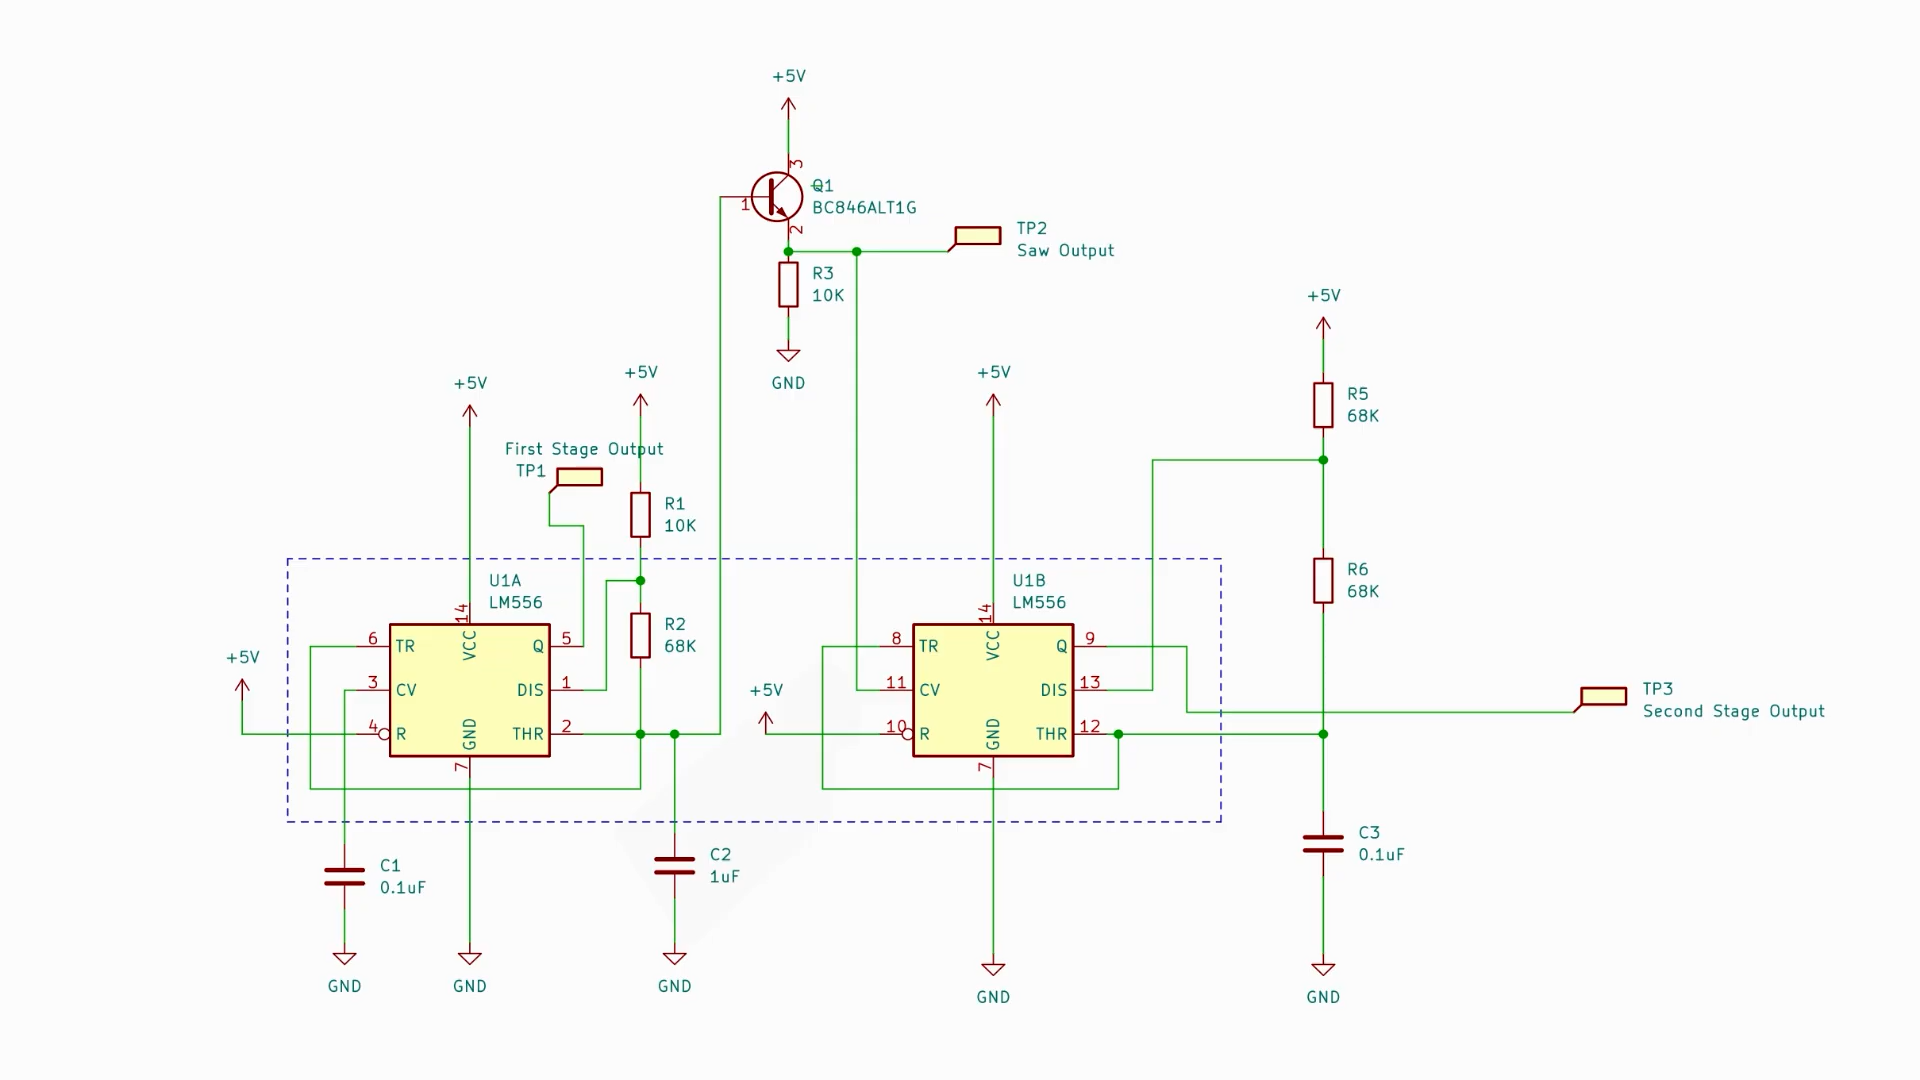 +5V
3
Q1
1
BC846ALT1G
2
TP2
Saw Output
R3
10K
+5V
GND
+5V
+5V
+5V
R5
68K
First Stage Output
TP1
R1
10K
U1A
LM556
U1B
LM556
R6
68K
14
14
R2
68K
6
TR
VCC
Q
5
8
TR
VCC
Q
9
+5V
3
CV
DIS
1
+5V
11
CV
DIS
13
TP3
Second Stage Output
4
R
GND
THR
2
10
R
GND
THR
12
7
7
C1
0.1uF
C2
1uF
C3
0.1uF
GND
GND
GND
GND
GND